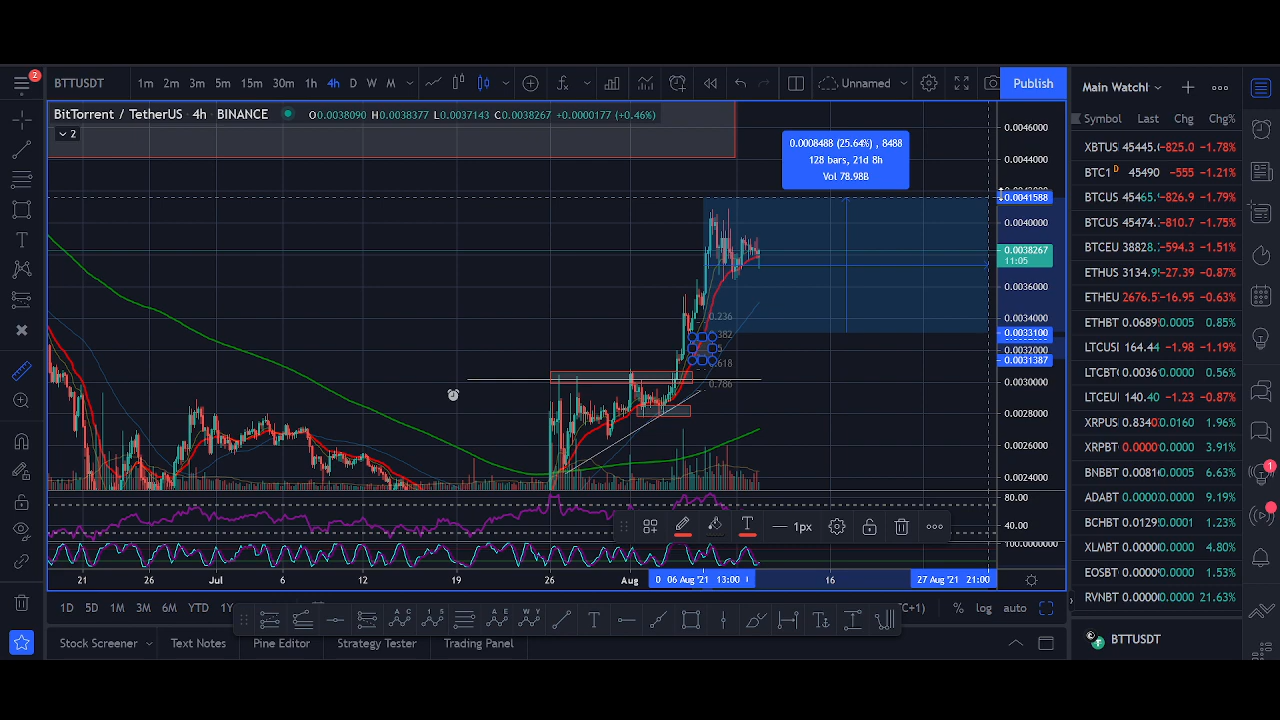 2
BTTUSDT 1m 2m 3m 5m 15m 30m 1h 4h D W M Unnamed Publish
BitTorrent / TetherUS · 4h · BINANCE O0.0038090 H0.0038377 L0.0037143 C0.0038267 +0.0000177 (+0.46%)
2
0.0008488 (25.64%) , 8488
128 bars, 21d 8h
Vol 78.98B
0.0046000
0.0044000
0.0041588
0.0040000
0.0038267
11:05
0.0036000
0.0034000
0.0033100
0.0032000
0.0031387
0.0030000
0.0028000
0.0026000
0.0024000
0.236
0.786
80.00
40.00
100.0000000
1px
21 26 Jul 6 12 19 26 Aug 06 Aug '21 13:00 16 27 Aug '21 21:00
1D 5D 1M 3M 6M YTD 1Y % log auto
Stock Screener Text Notes Pine Editor Strategy Tester Trading Panel
Main Watchl
Symbol Last Chg Chg%
XBTUS 45445. -825.0 -1.78%
BTC1 D 45490 -555 -1.21%
BTCUS 45465. -826.9 -1.79%
BTCUS 45474. -810.7 -1.75%
BTCEU 38828. -594.3 -1.51%
ETHUS 3134.9 -27.39 -0.87%
ETHEU 2676.5 -16.95 -0.63%
ETHBT 0.0689 0.0005 0.85%
LTCUSI 164.44 -1.98 -1.19%
LTCBT 0.0036 0.0000 0.56%
LTCEUI 140.40 -1.23 -0.87%
XRPUS 0.834 0.0160 1.96%
XRPBT 0.0000 0.0000 3.91%
BNBBT 0.0081 0.0005 6.63%
ADABT 0.0000 0.0000 9.19%
BCHBT 0.0129 0.0001 1.23%
XLMBT 0.0000 0.0000 4.80%
EOSBT 0.0001 0.0000 1.53%
RVNBT 0.0000 0.0000 21.63%
BTTUSDT
1